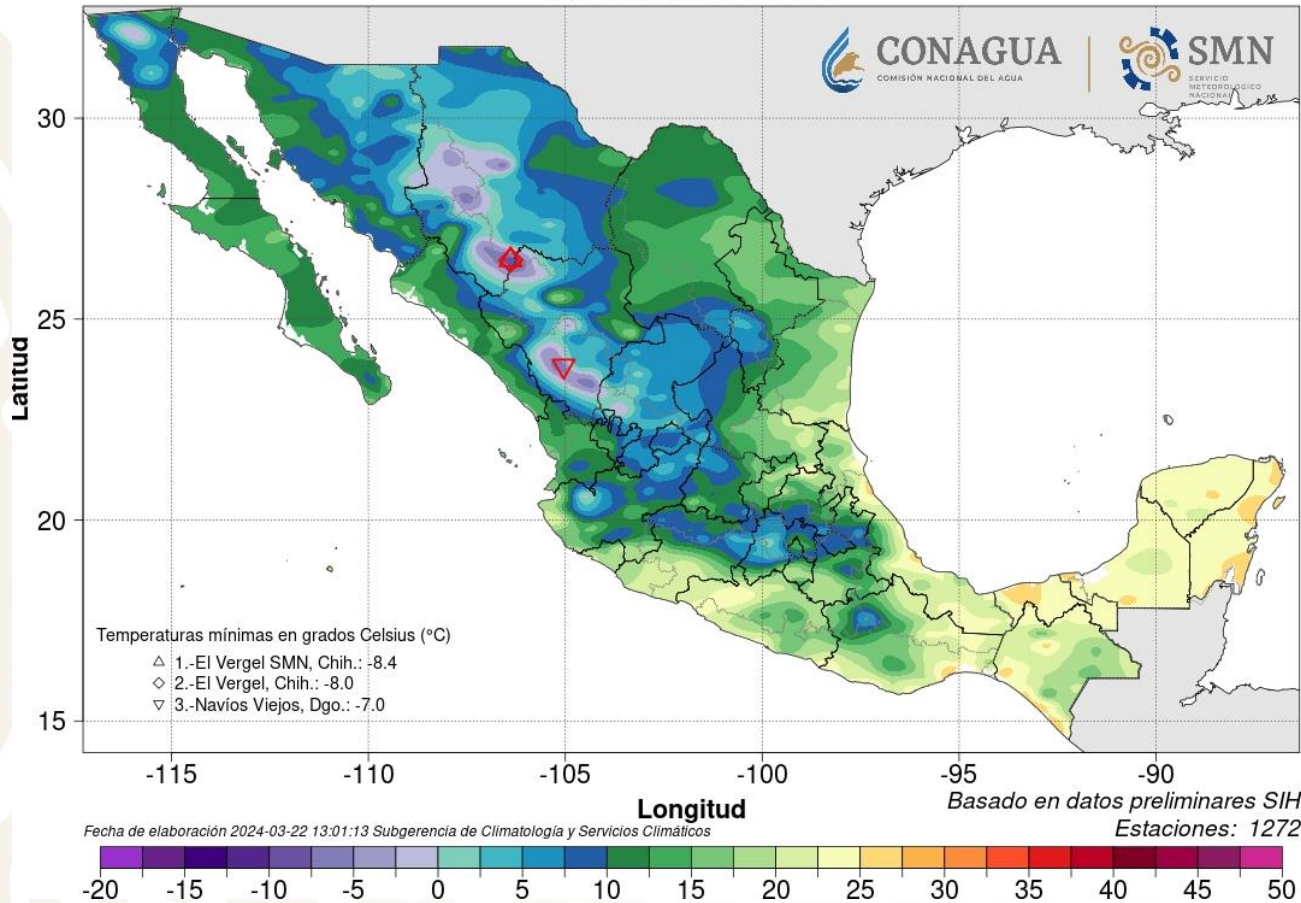 CONAGUA
COMISIÓN NACIONAL DEL AGUA
SMN
SERVICIO
METEOROLÓGICO
NACIONAL
30
25
20
15
Latitud
Temperaturas mínimas en grados Celsius (°C)
△ 1.-El Vergel SMN, Chih.: -8.4
◇ 2.-El Vergel, Chih.: -8.0
▽ 3.-Navíos Viejos, Dgo.: -7.0
-115 -110 -105 -100 -95 -90
Longitud
Basado en datos preliminares SIH
Fecha de elaboración 2024-03-22 13:01:13 Subgerencia de Climatología y Servicios Climáticos
Estaciones: 1272
-20 -15 -10 -5 0 5 10 15 20 25 30 35 40 45 50